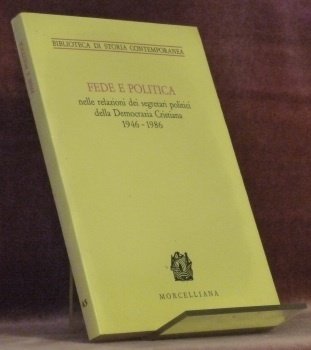 BIBLIOTECA DI STORIA CONTEMPORANEA
FEDE E POLITICA
nelle relazioni dei segretari politici
della Democrazia Cristiana
1946 - 1986
MORCELLIANA